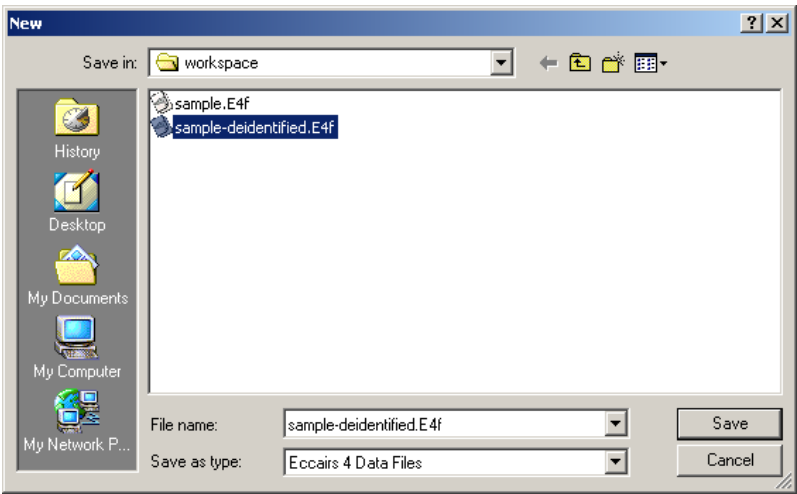 New
Save in: workspace
sample.E4f
sample-deidentified.E4f
History
Desktop
My Documents
My Computer
My Network P...
File name: sample-deidentified.E4f Save
Save as type: Eccairs 4 Data Files Cancel